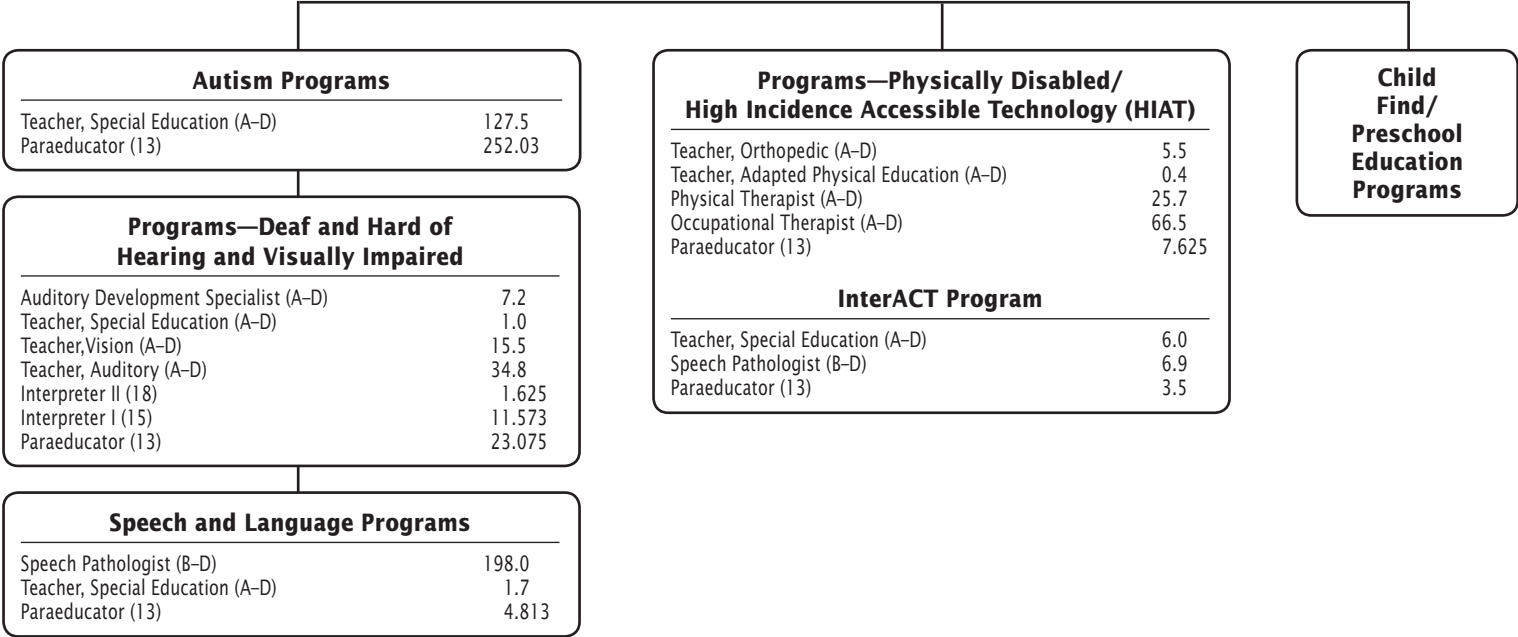 Autism Programs
Teacher, Special Education (A–D) 127.5
Paraeducator (13) 252.03
Programs—Deaf and Hard of
Hearing and Visually Impaired
Auditory Development Specialist (A–D) 7.2
Teacher, Special Education (A–D) 1.0
Teacher,Vision (A–D) 15.5
Teacher, Auditory (A–D) 34.8
Interpreter II (18) 1.625
Interpreter I (15) 11.573
Paraeducator (13) 23.075
Speech and Language Programs
Speech Pathologist (B–D) 198.0
Teacher, Special Education (A–D) 1.7
Paraeducator (13) 4.813
Programs—Physically Disabled/
High Incidence Accessible Technology (HIAT)
Teacher, Orthopedic (A–D) 5.5
Teacher, Adapted Physical Education (A–D) 0.4
Physical Therapist (A–D) 25.7
Occupational Therapist (A–D) 66.5
Paraeducator (13) 7.625
InterACT Program
Teacher, Special Education (A–D) 6.0
Speech Pathologist (B–D) 6.9
Paraeducator (13) 3.5
Child
Find/
Preschool
Education
Programs